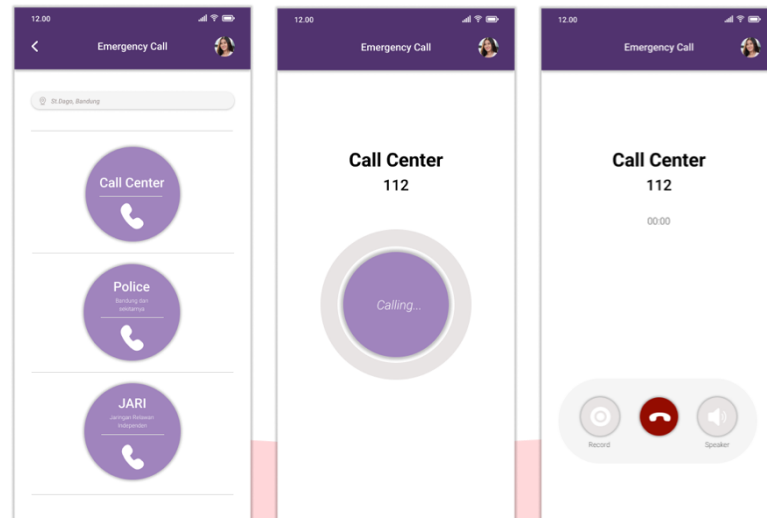 12.00
Emergency Call
Dt.Dago, Bandung
Call Center
Police
Bandung dan
sekitarnya
JARI
Jaringan Relawan
Independen
12.00
Emergency Call
Call Center
112
Calling...
12.00
Emergency Call
Call Center
112
00:00
Record
Speaker